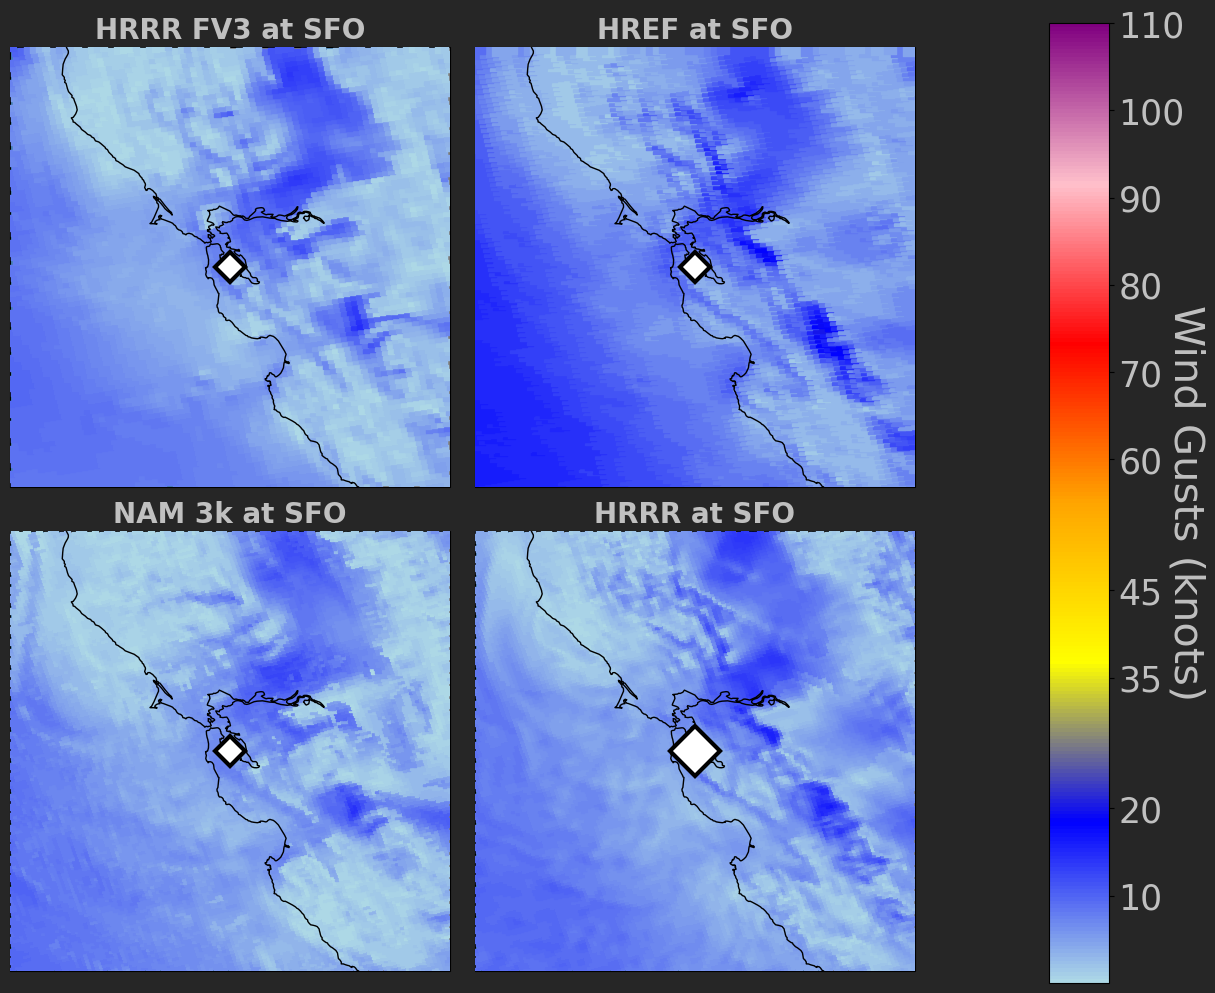 HRRR FV3 at SFO
HREF at SFO
NAM 3k at SFO
HRRR at SFO
110
100
90
80
70
60
45
35
20
10
Wind Gusts (knots)